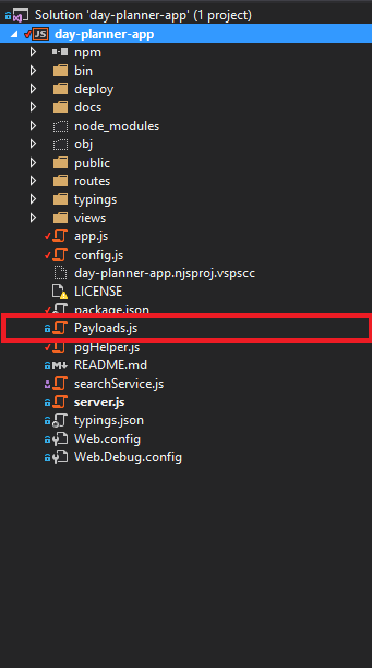 Solution 'day-planner-app' (1 project)
JS day-planner-app
npm
bin
deploy
docs
node_modules
obj
public
routes
typings
views
app.js
config.js
day-planner-app.njsproj.vspscc
LICENSE
package.json
Payloads.js
pgHelper.js
README.md
searchService.js
server.js
typings.json
Web.config
Web.Debug.config